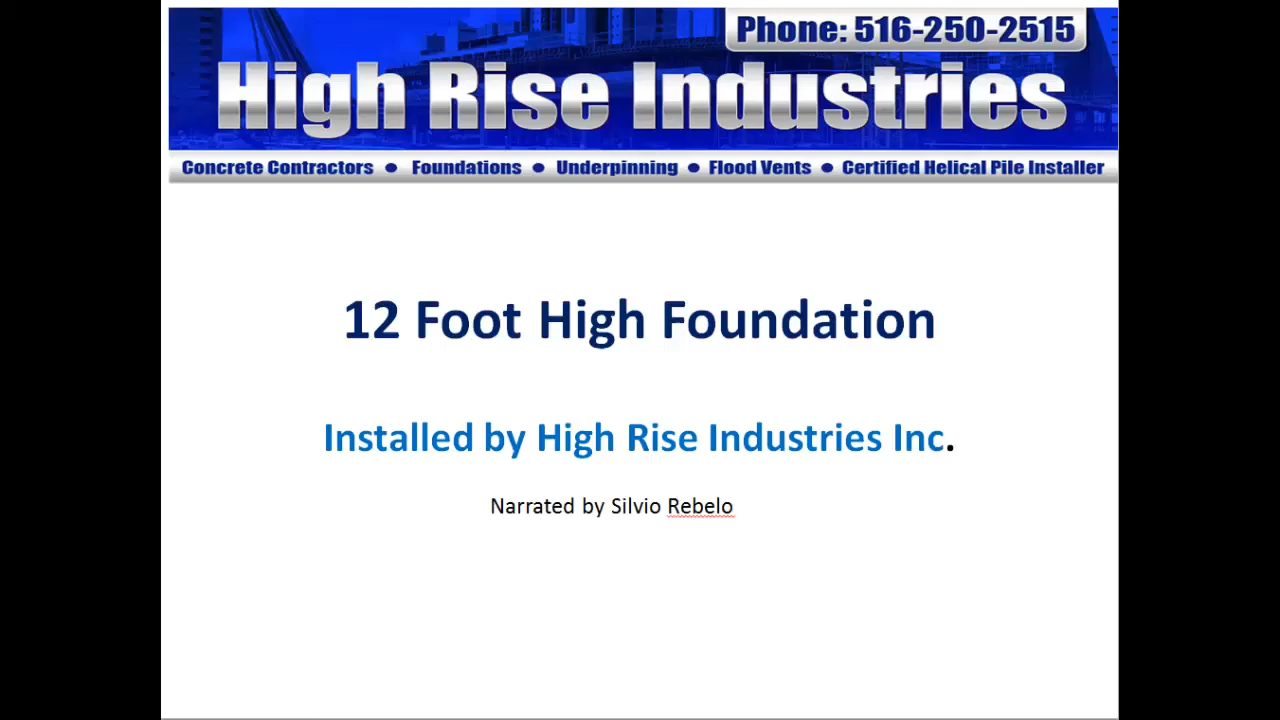 Phone: 516-250-2515
High Rise Industries
Concrete Contractors ● Foundations ● Underpinning ● Flood Vents ● Certified Helical Pile Installer
12 Foot High Foundation
Installed by High Rise Industries Inc.
Narrated by Silvio Rebelo